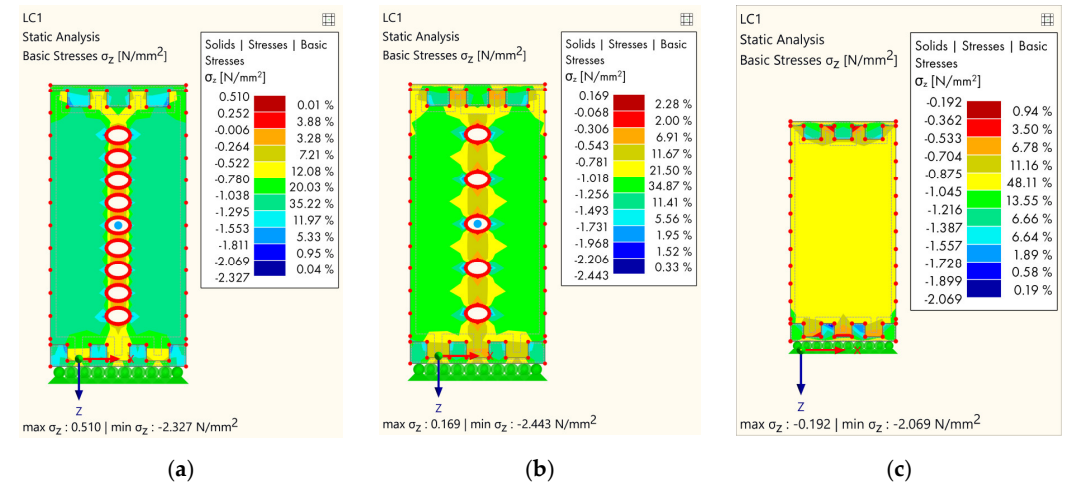 LC1
Static Analysis
Basic Stresses σz [N/mm²]
Solids | Stresses | Basic
Stresses
σz [N/mm²]
0.510
0.252
-0.006
-0.264
-0.522
-0.780
-1.038
-1.295
-1.553
-1.811
-2.069
-2.327
0.01 %
3.88 %
3.28 %
7.21 %
12.08 %
20.03 %
35.22 %
11.97 %
5.33 %
0.95 %
0.04 %
X
Z
max σz : 0.510 | min σz : -2.327 N/mm²
(a)
LC1
Static Analysis
Basic Stresses σz [N/mm²]
Solids | Stresses | Basic
Stresses
σz [N/mm²]
0.169
-0.068
-0.306
-0.543
-0.781
-1.018
-1.256
-1.493
-1.731
-1.968
-2.206
-2.443
2.28 %
2.00 %
6.91 %
11.67 %
21.50 %
34.87 %
11.41 %
5.56 %
1.95 %
1.52 %
0.33 %
X
Z
max σz : 0.169 | min σz : -2.443 N/mm²
(b)
LC1
Static Analysis
Basic Stresses σz [N/mm²]
Solids | Stresses | Basic
Stresses
σz [N/mm²]
-0.192
-0.362
-0.533
-0.704
-0.875
-1.045
-1.216
-1.387
-1.557
-1.728
-1.899
-2.069
0.94 %
3.50 %
6.78 %
11.16 %
48.11 %
13.55 %
6.66 %
6.64 %
1.89 %
0.58 %
0.19 %
X
Z
max σz : -0.192 | min σz : -2.069 N/mm²
(c)